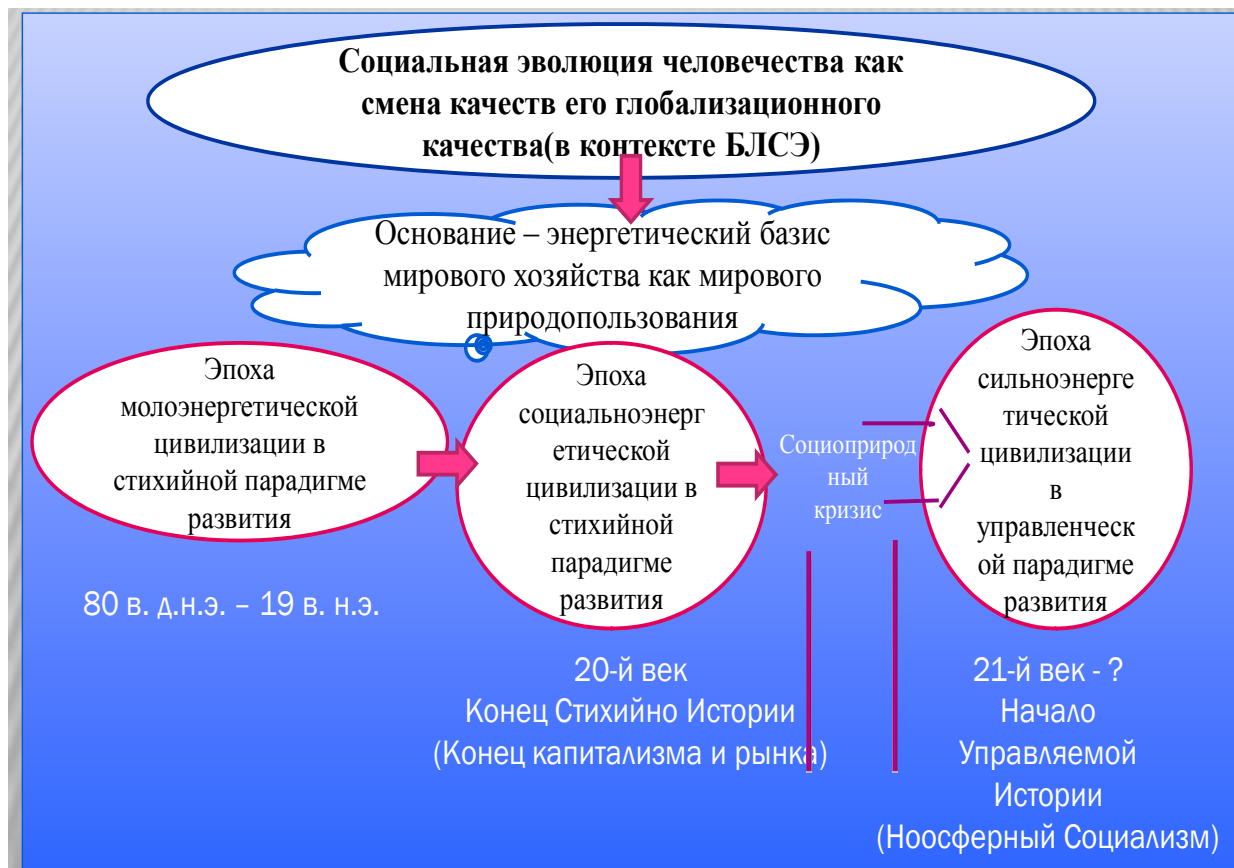 Социальная эволюция человечества как
смена качеств его глобализационного
качества(в контексте БЛСЭ)
Основание – энергетический базис
мирового хозяйства как мирового
природопользования
Эпоха
молоэнергетической
цивилизации в
стихийной парадигме
развития
80 в. д.н.э. – 19 в. н.э.
Эпоха
социальноэнерг
етической
цивилизации в
стихийной
парадигме
развития
20-й век
Конец Стихийно Истории
(Конец капитализма и рынка)
Социоприрод
ный
кризис
Эпоха
сильноэнерге
тической
цивилизации
в
управленческ
ой парадигме
развития
21-й век - ?
Начало
Управляемой
Истории
(Ноосферный Социализм)